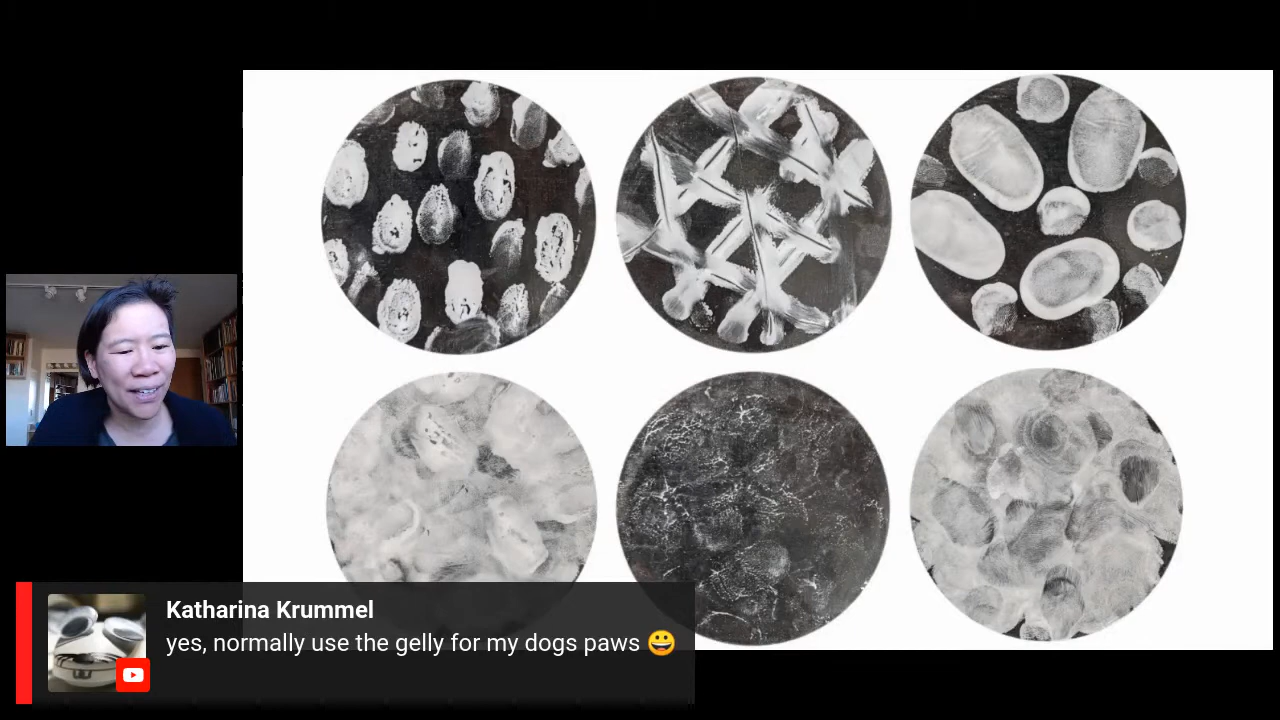 Katharina Krummel
yes, normally use the gelly for my dogs paws 😀